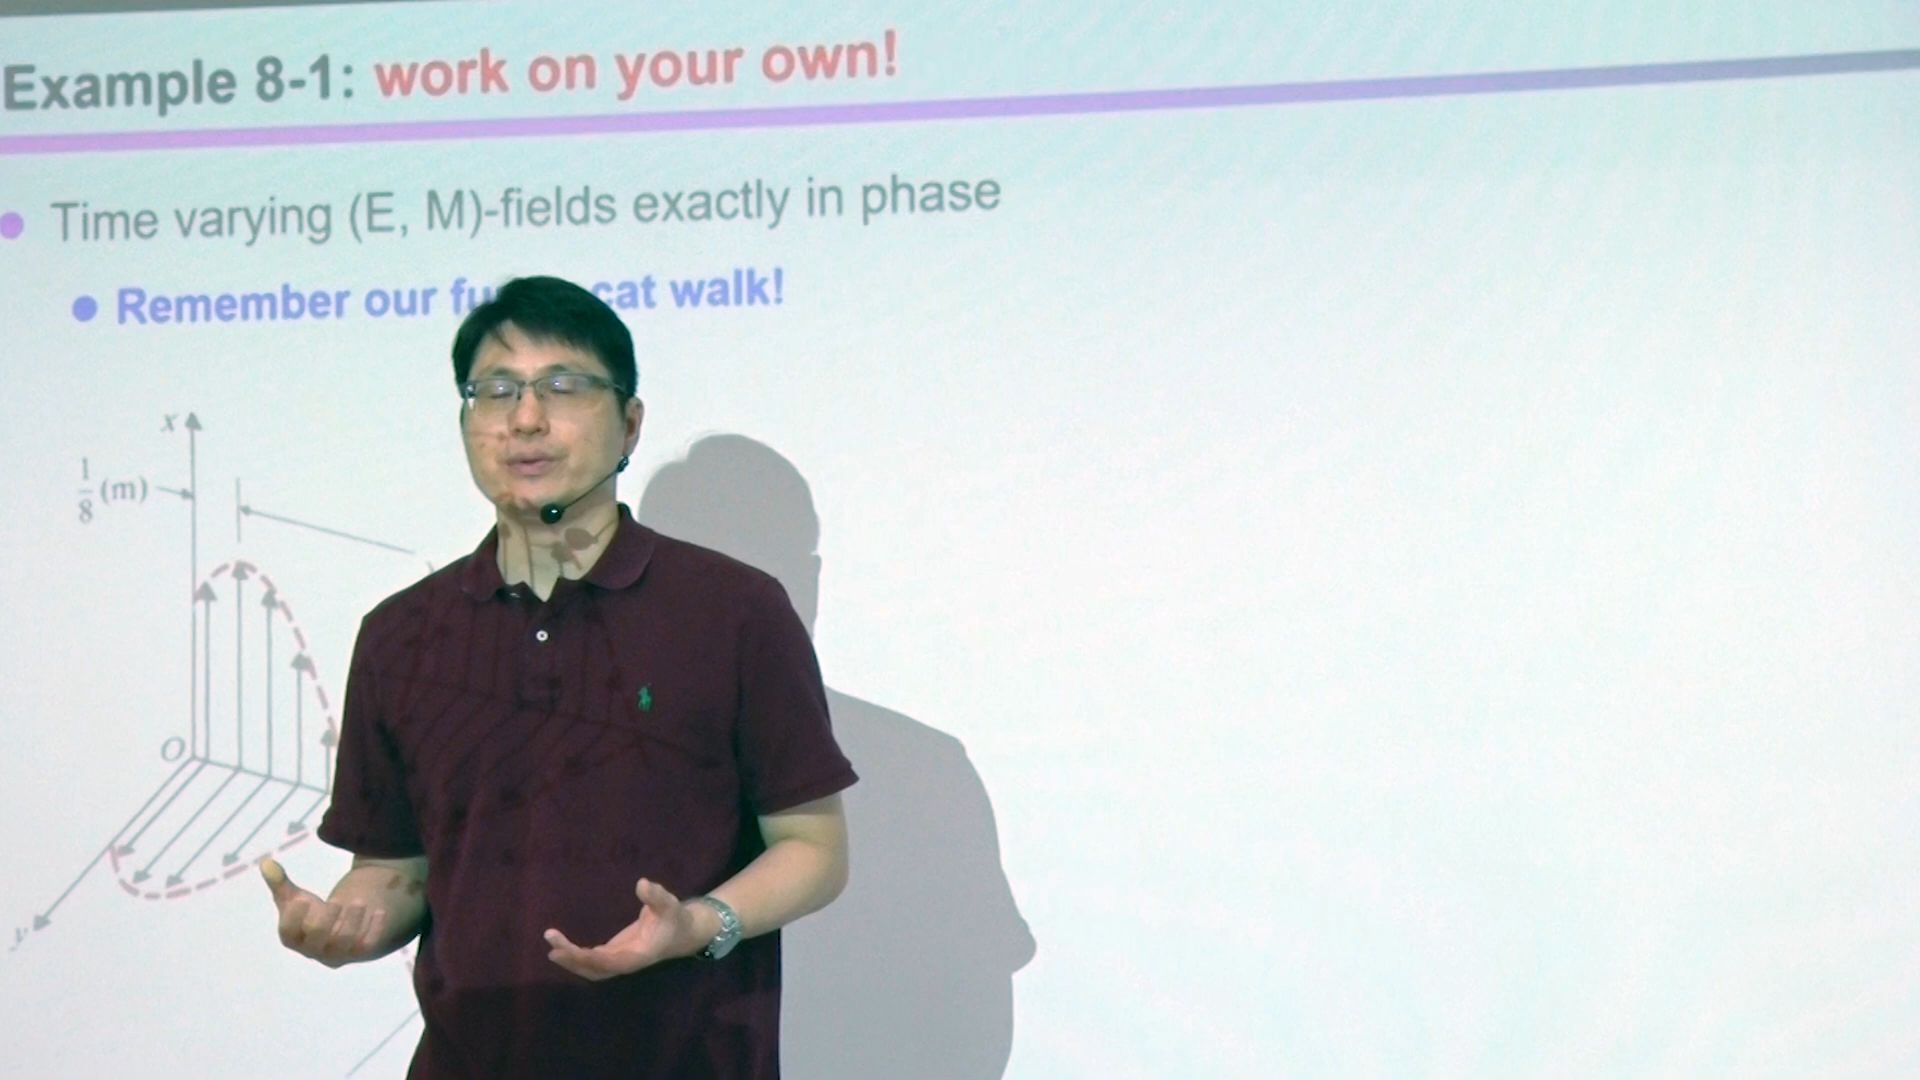 Example 8-1: work on your own!
Time varying (E, M)-fields exactly in phase
Remember our cat walk!
x
1/8 (m)
O
y